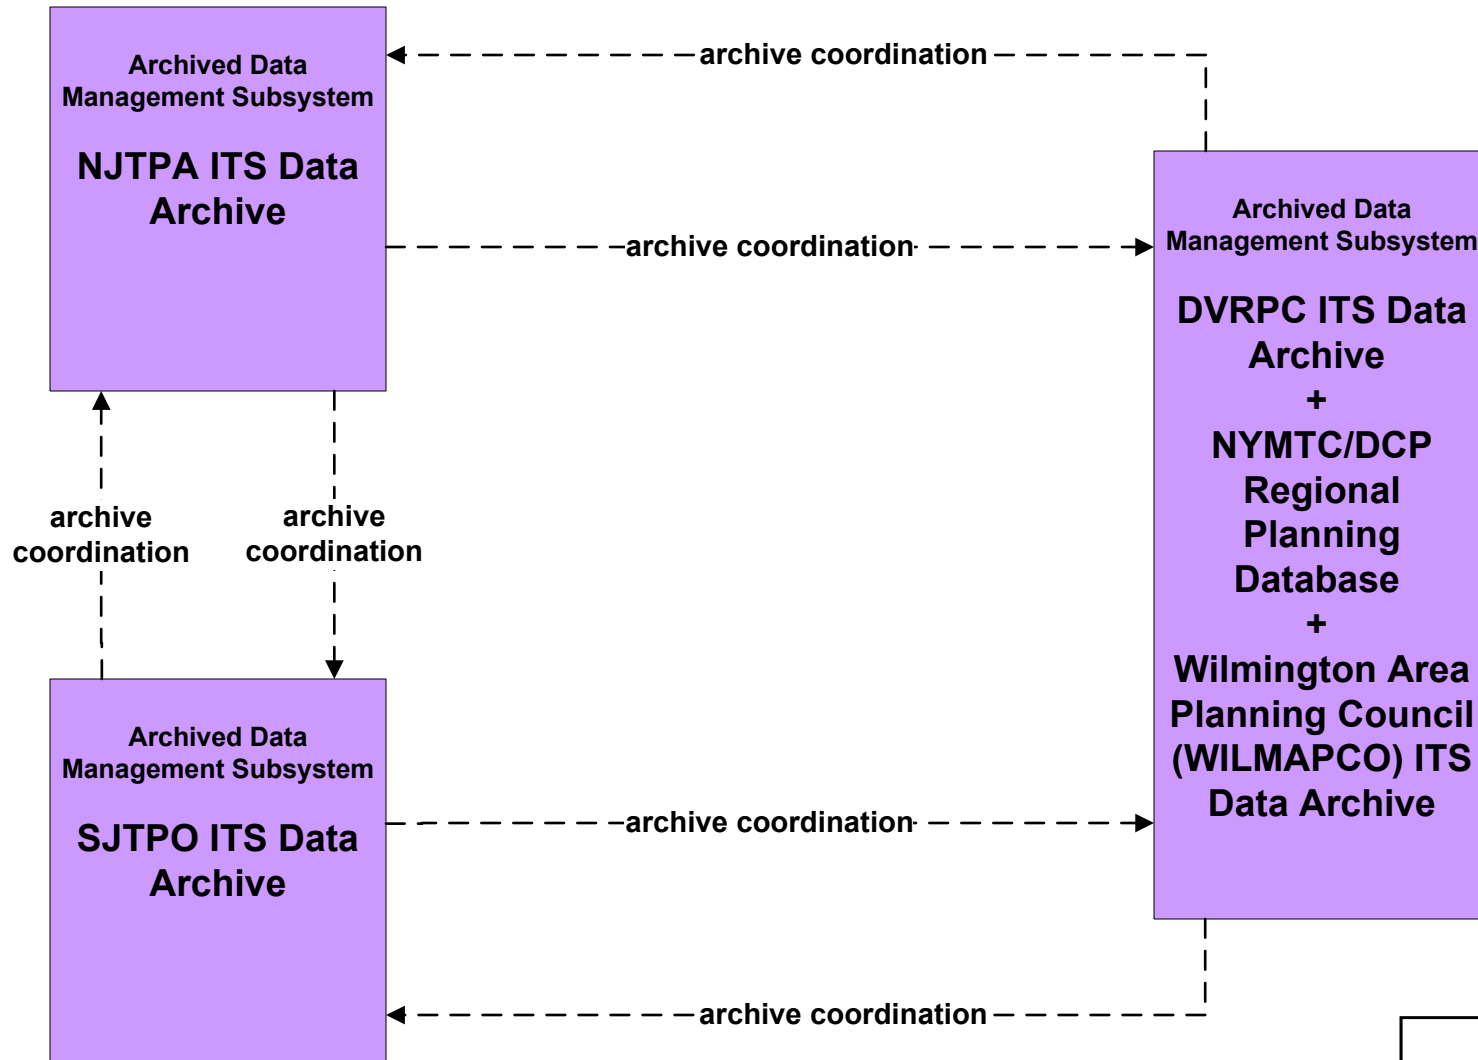 Archived Data
Management Subsystem
NJTPA ITS Data
Archive
archive coordination
archive coordination
Archived Data
Management Subsystem
DVRPC ITS Data
Archive
+
NYMTC/DCP
Regional
Planning
Database
+
Wilmington Area
Planning Council
(WILMAPCO) ITS
Data Archive
archive
coordination
archive
coordination
Archived Data
Management Subsystem
SJTPO ITS Data
Archive
archive coordination
archive coordination